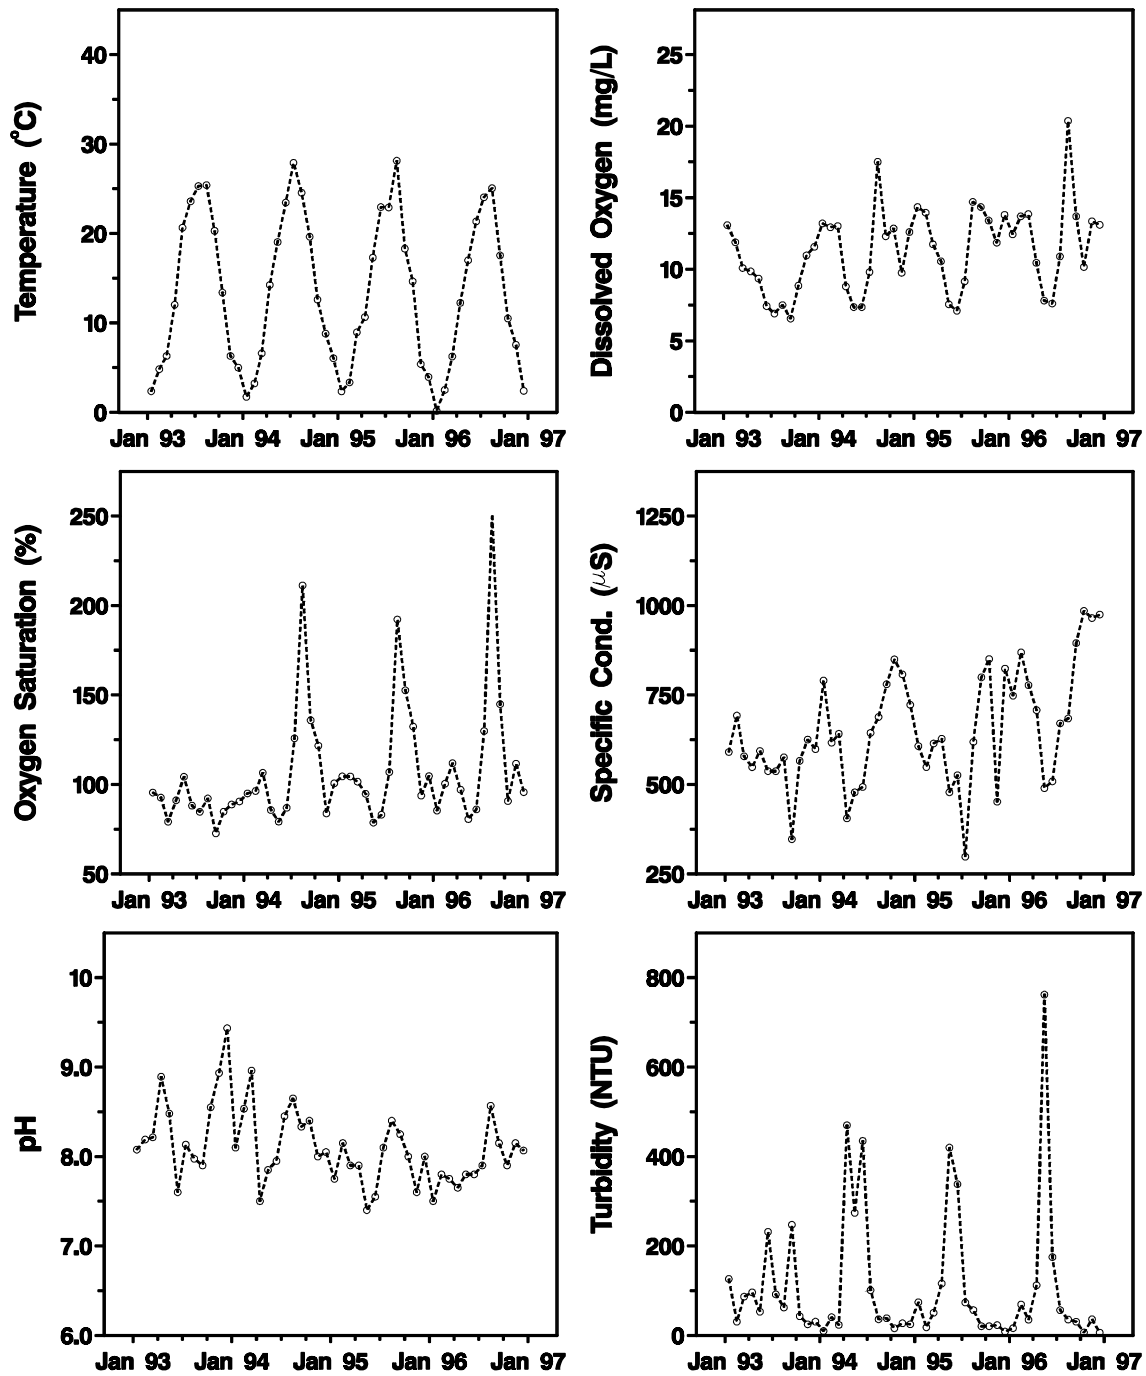 Temperature (°C)
40
30
20
10
0
Jan 93 Jan 94 Jan 95 Jan 96 Jan 97
Dissolved Oxygen (mg/L)
25
20
15
10
5
0
Jan 93 Jan 94 Jan 95 Jan 96 Jan 97
Oxygen Saturation (%)
250
200
150
100
50
Jan 93 Jan 94 Jan 95 Jan 96 Jan 97
Specific Cond. (μS)
1250
1000
750
500
250
Jan 93 Jan 94 Jan 95 Jan 96 Jan 97
pH
10
9.0
8.0
7.0
6.0
Jan 93 Jan 94 Jan 95 Jan 96 Jan 97
Turbidity (NTU)
800
600
400
200
0
Jan 93 Jan 94 Jan 95 Jan 96 Jan 97